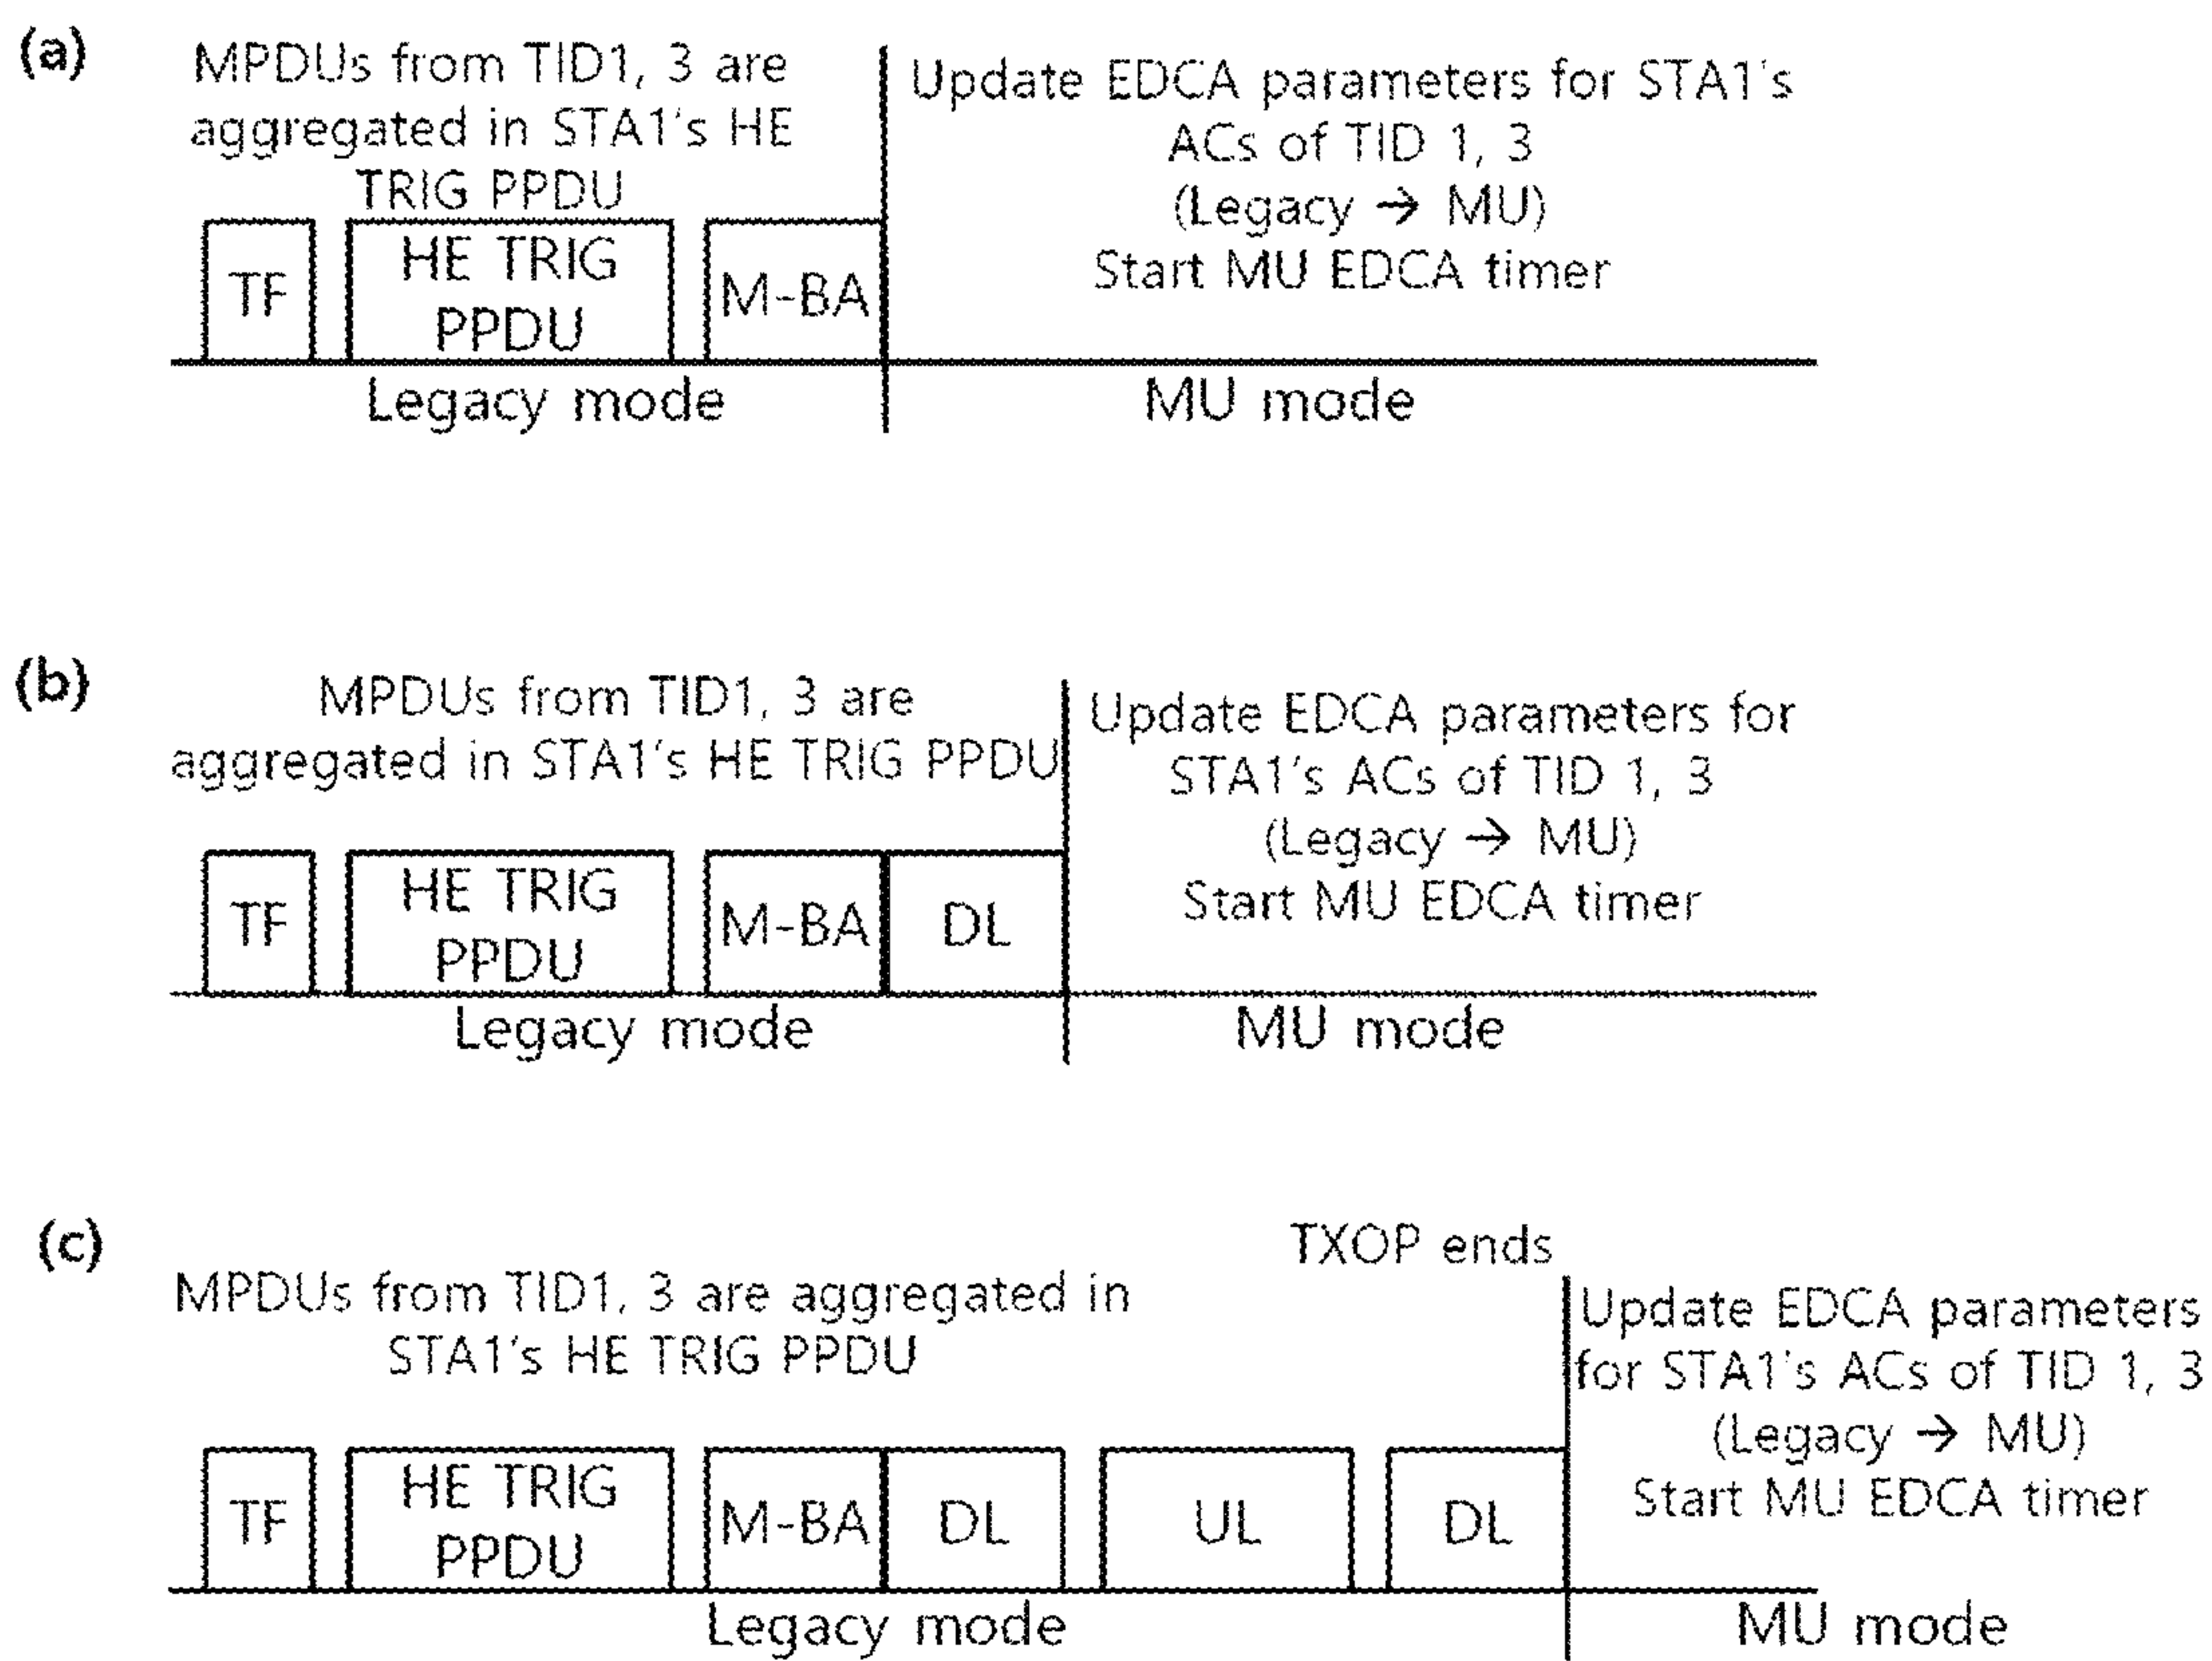 (a)
MPDUs from TID1, 3 are
aggregated in STA1's HE
TRIG PPDU
Update EDCA parameters for STA1's
ACs of TID 1, 3
(Legacy → MU)
Start MU EDCA timer
TF
HE TRIG
PPDU
M-BA
Legacy mode
MU mode
(b)
MPDUs from TID1, 3 are
aggregated in STA1's HE TRIG PPDU
Update EDCA parameters for
STA1's ACs of TID 1, 3
(Legacy → MU)
Start MU EDCA timer
TF
HE TRIG
PPDU
M-BA
DL
Legacy mode
MU mode
(c)
TXOP ends
MPDUs from TID1, 3 are aggregated in
STA1's HE TRIG PPDU
Update EDCA parameters
for STA1's ACs of TID 1, 3
(Legacy → MU)
Start MU EDCA timer
TF
HE TRIG
PPDU
M-BA
DL
UL
DL
Legacy mode
MU mode